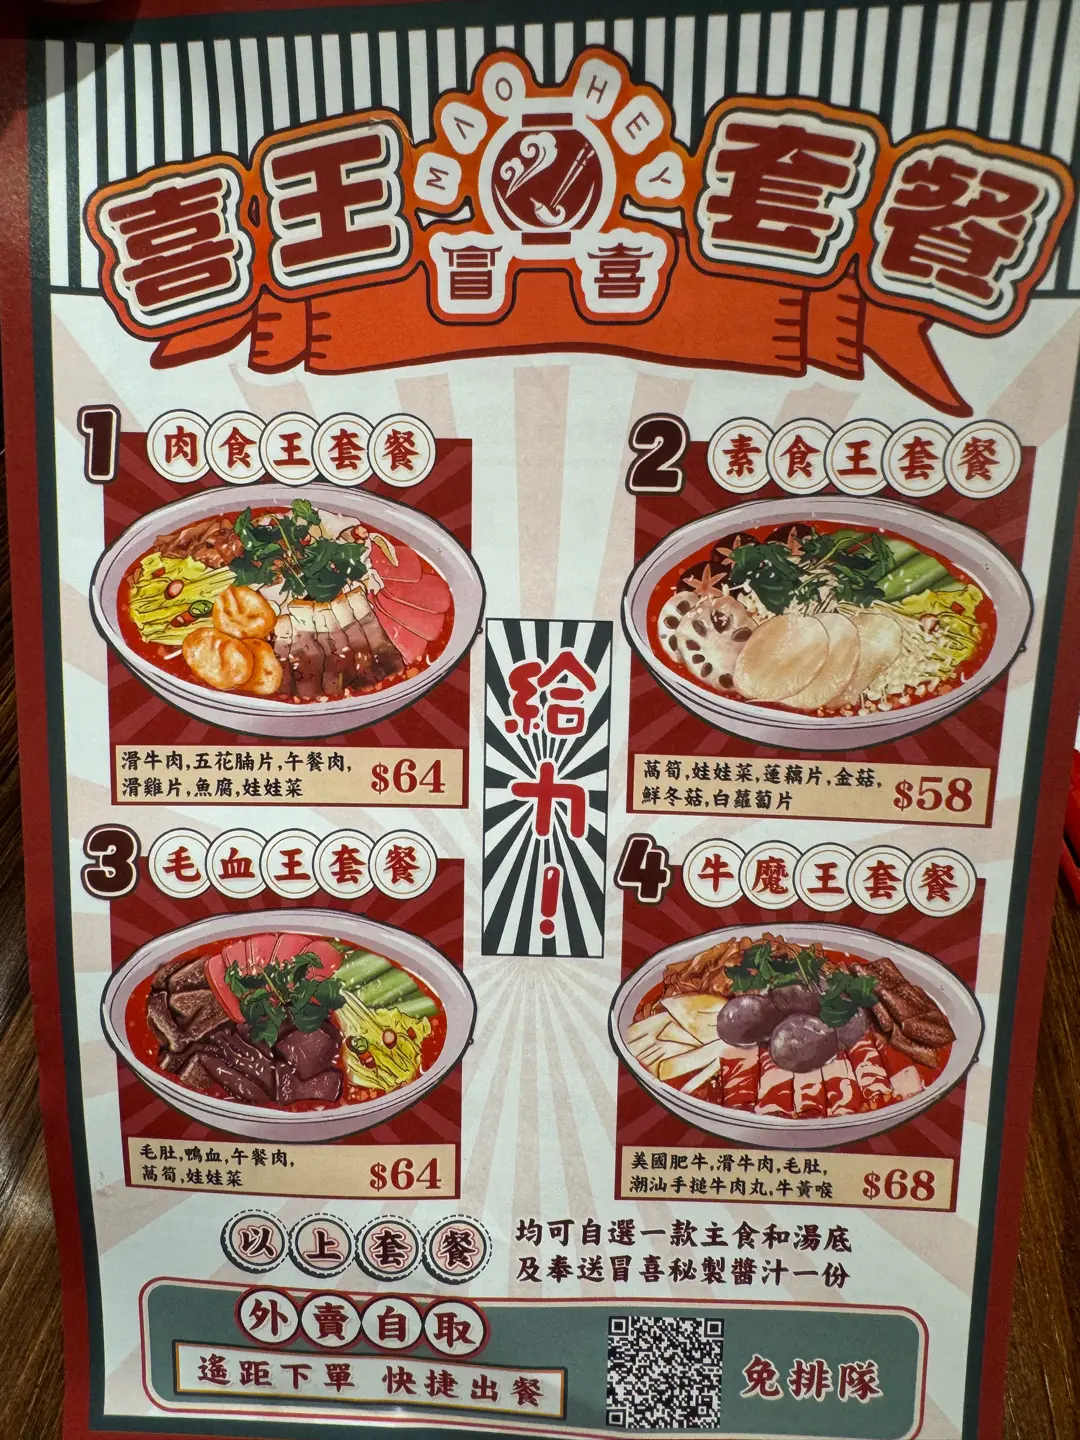 MVO HEY
冒喜
喜王套餐
1 肉食王套餐
滑牛肉,五花腩片,午餐肉,
滑雞片,魚腐,娃娃菜
$64
2 素食王套餐
萵筍,娃娃菜,蓮藕片,金菇,
鮮冬菇,白蘿蔔片
$58
給力!
3 毛血王套餐
毛肚,鴨血,午餐肉,
萵筍,娃娃菜
$64
4 牛魔王套餐
美國肥牛,滑牛肉,毛肚,
潮汕手搥牛肉丸,牛黃喉
$68
以上套餐
均可自選一款主食和湯底
及奉送冒喜秘製醬汁一份
外賣自取
遙距下單 快捷出餐
免排隊